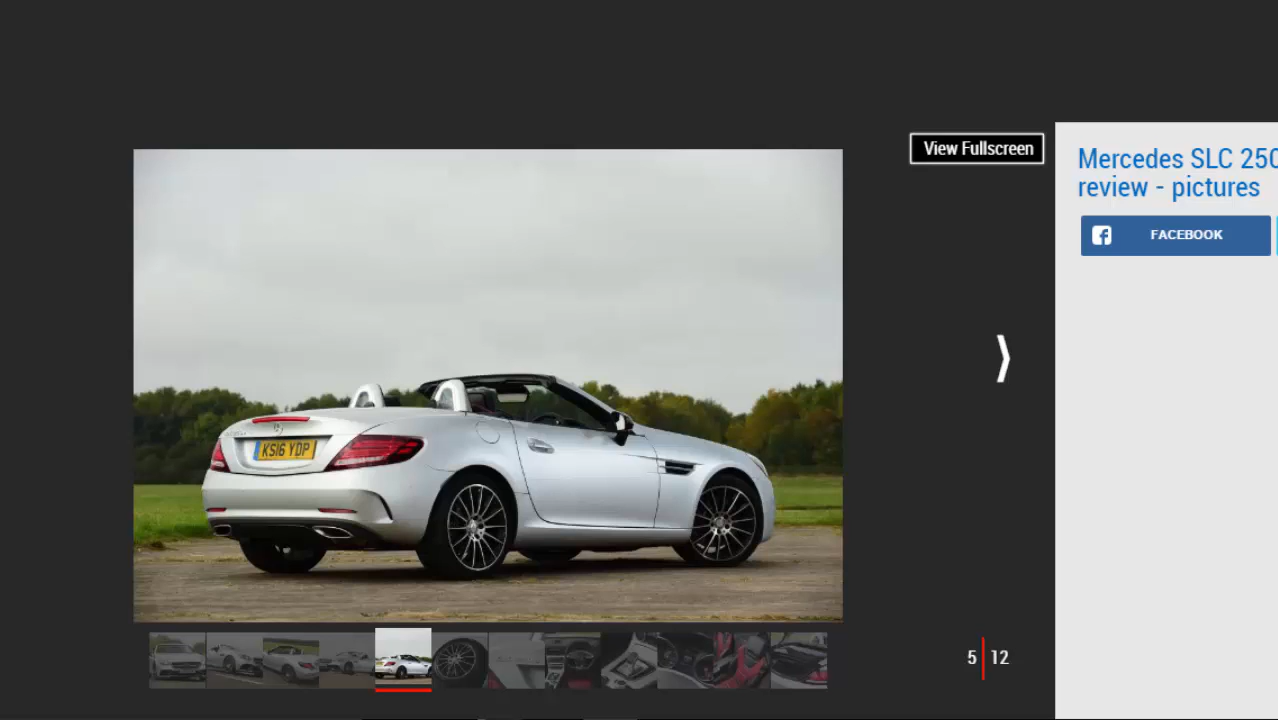 View Fullscreen
Mercedes SLC 250
review - pictures
FACEBOOK
KS16 YDP
5 12